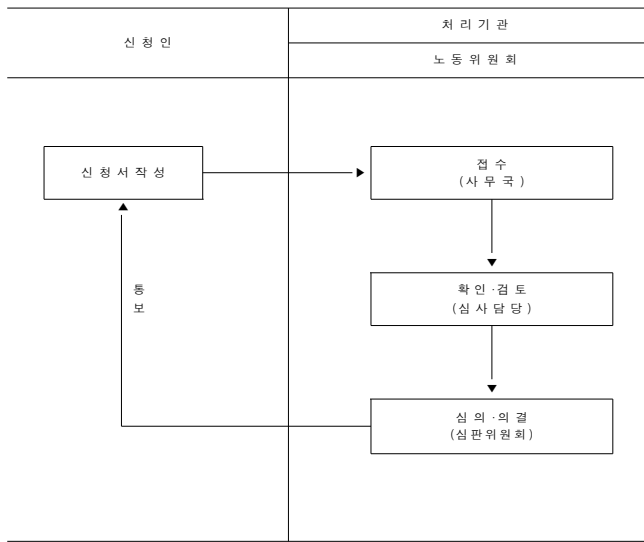 신청인
처리기관
노동위원회
신청서작성
접수
(사무국)
통보
확인·검토
(심사담당)
심의·의결
(심판위원회)